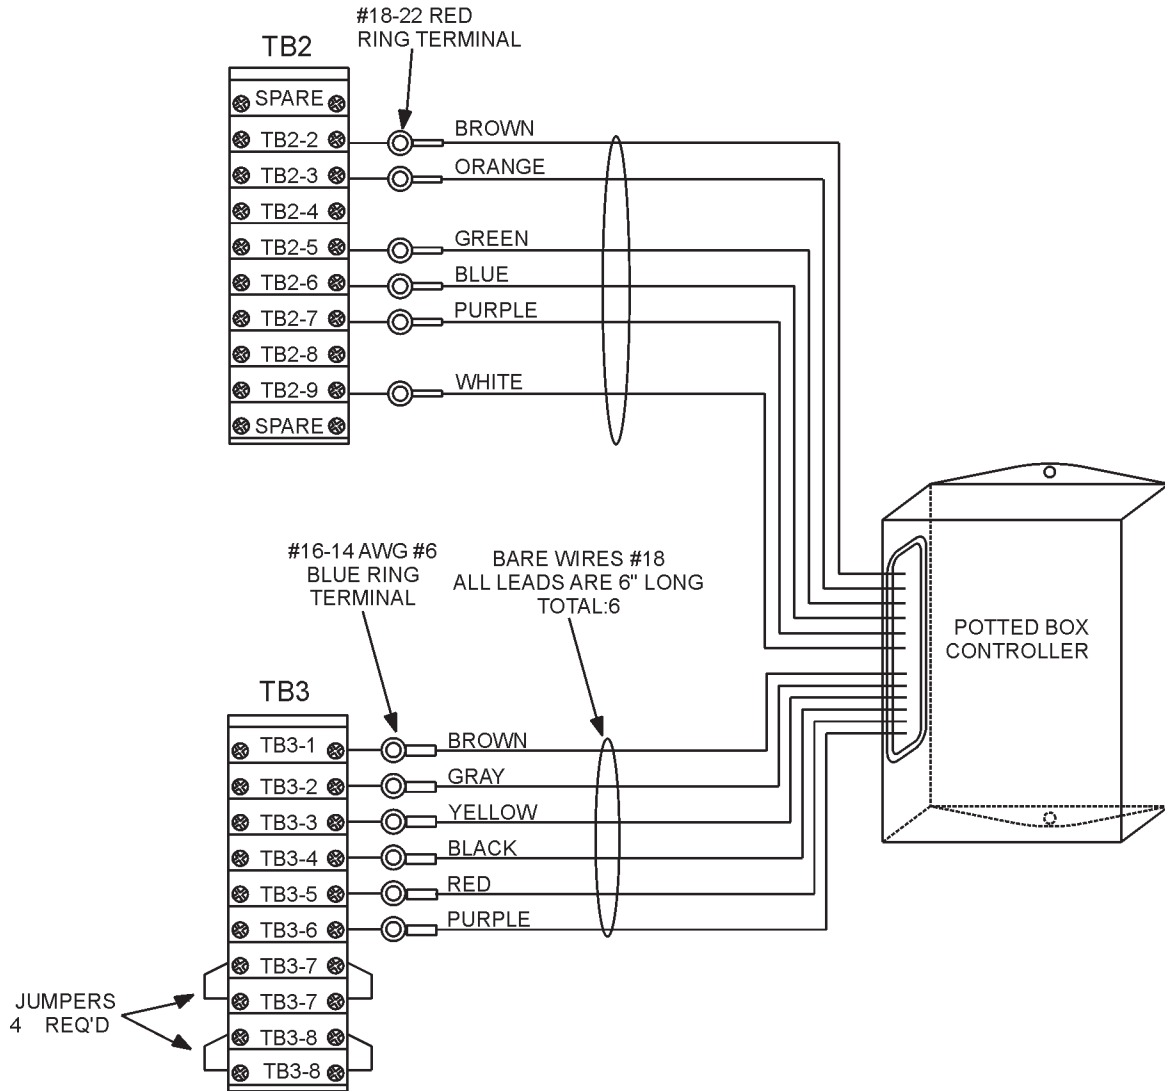 #18-22 RED
RING TERMINAL
TB2
SPARE
TB2-2
BROWN
TB2-3
ORANGE
TB2-4
TB2-5
GREEN
TB2-6
BLUE
TB2-7
PURPLE
TB2-8
TB2-9
WHITE
SPARE
#16-14 AWG #6
BLUE RING
TERMINAL
BARE WIRES #18
ALL LEADS ARE 6" LONG
TOTAL:6
POTTED BOX
CONTROLLER
TB3
TB3-1
BROWN
TB3-2
GRAY
TB3-3
YELLOW
TB3-4
BLACK
TB3-5
RED
TB3-6
PURPLE
TB3-7
TB3-7
TB3-8
TB3-8
JUMPERS
4 REQ'D